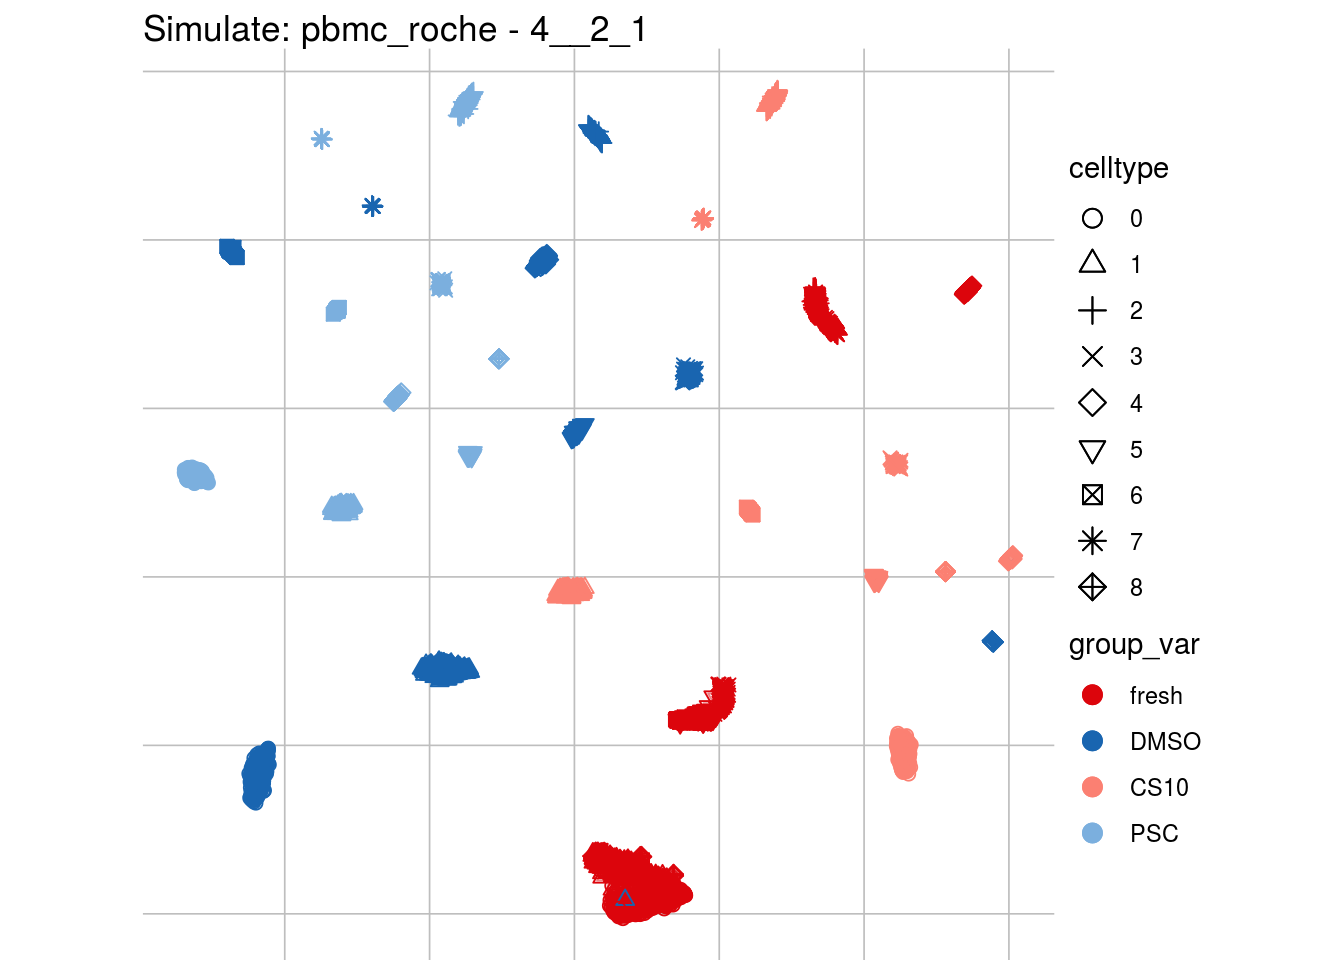 Simulate: pbmc_roche - 4__2_1
celltype
0
1
2
3
4
5
6
7
8
group_var
fresh
DMSO
CS10
PSC